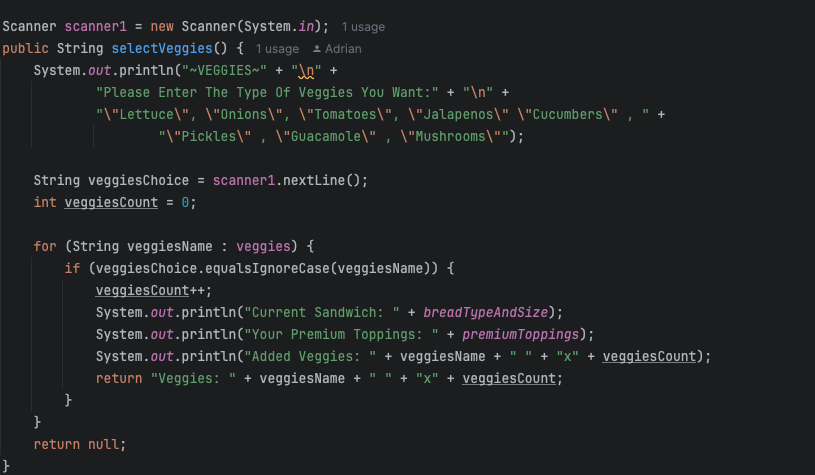 Scanner scanner1 = new Scanner(System.in); 1 usage
public String selectVeggies() { 1 usage Adrian
    System.out.println("~VEGGIES~" + "\n" +
            "Please Enter The Type Of Veggies You Want:" + "\n" +
            "\"Lettuce\", \"Onions\", \"Tomatoes\", \"Jalapenos\" \"Cucumbers\" , " +
                    "\"Pickles\" , \"Guacamole\" , \"Mushrooms\"");

    String veggiesChoice = scanner1.nextLine();
    int veggiesCount = 0;

    for (String veggiesName : veggies) {
        if (veggiesChoice.equalsIgnoreCase(veggiesName)) {
            veggiesCount++;
            System.out.println("Current Sandwich: " + breadTypeAndSize);
            System.out.println("Your Premium Toppings: " + premiumToppings);
            System.out.println("Added Veggies: " + veggiesName + " " + "x" + veggiesCount);
            return "Veggies: " + veggiesName + " " + "x" + veggiesCount;
        }
    }
    return null;
}